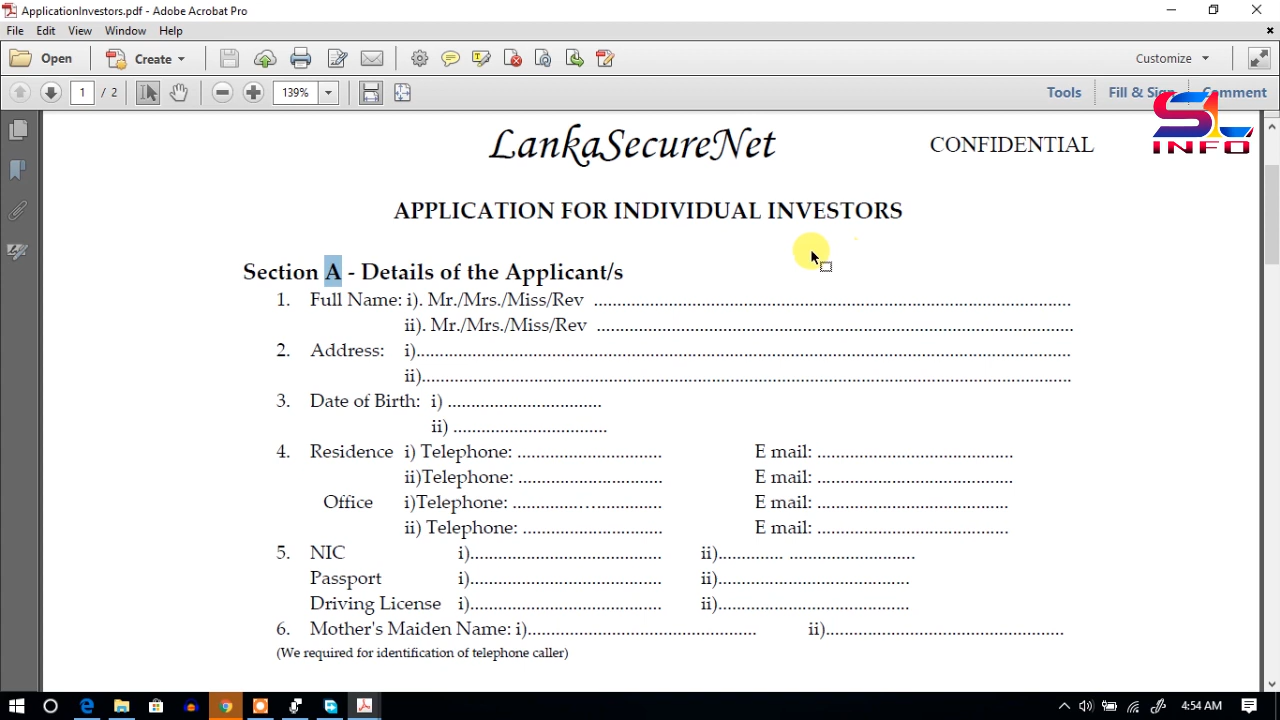 ApplicationInvestors.pdf - Adobe Acrobat Pro
File Edit View Window Help
Open Create Customize
1 / 2 139% Tools Fill & Sign Comment
SL
INFO
LankaSecureNet CONFIDENTIAL
APPLICATION FOR INDIVIDUAL INVESTORS
Section A - Details of the Applicant/s
1. Full Name: i). Mr./Mrs./Miss/Rev ........................................................................................................
ii). Mr./Mrs./Miss/Rev ........................................................................................................
2. Address: i)..............................................................................................................................................
ii)..............................................................................................................................................
3. Date of Birth: i) .................................
ii) .................................
4. Residence i) Telephone: ............................... E mail: ..........................................
ii)Telephone: ............................... E mail: ..........................................
Office i)Telephone: ..............…............... E mail: .........................................
ii) Telephone: .............................. E mail: .........................................
5. NIC i)......................................... ii).............. ...........................
Passport i)......................................... ii).........................................
Driving License i)......................................... ii).........................................
6. Mother's Maiden Name: i)................................................. ii)...................................................
(We required for identification of telephone caller)
4:54 AM